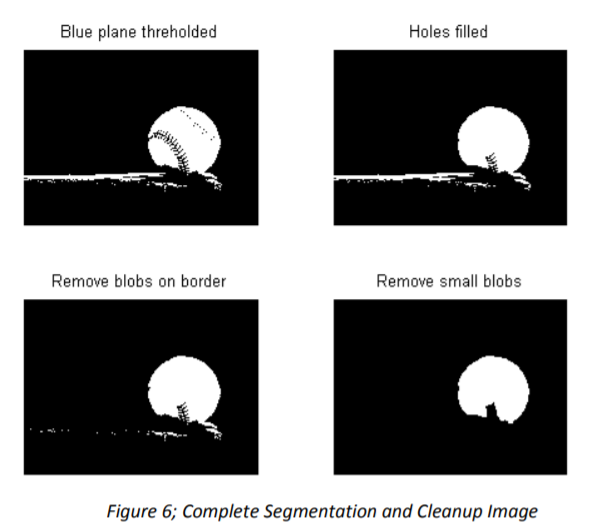 Blue plane threholded
Holes filled
Remove blobs on border
Remove small blobs
Figure 6; Complete Segmentation and Cleanup Image